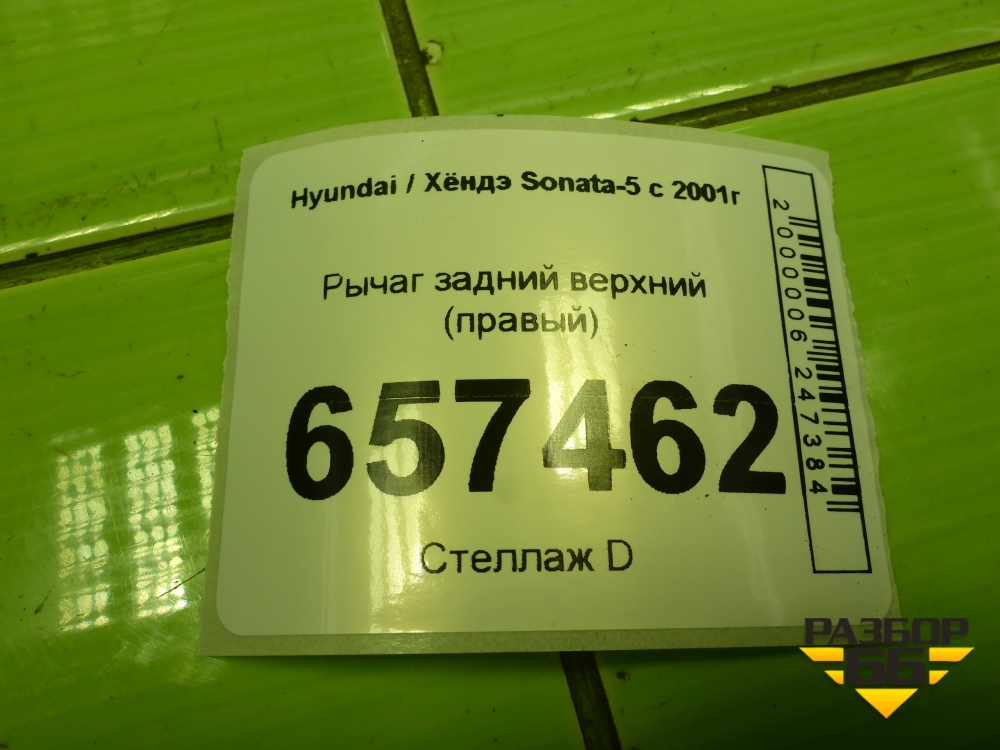 Hyundai / Хёндэ Sonata-5 с 2001г
Рычаг задний верхний
(правый)
657462
Стеллаж D
2000006247384
РАЗБОР
66